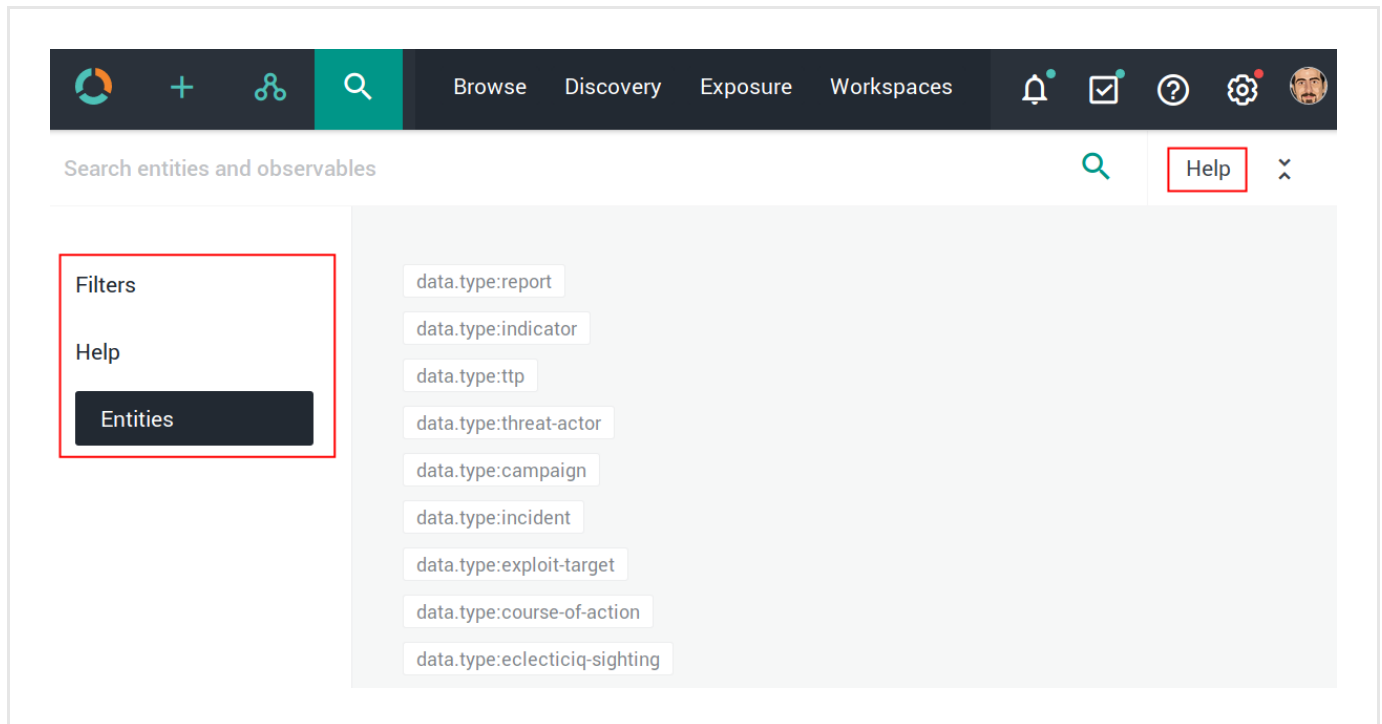 Browse Discovery Exposure Workspaces
Search entities and observables
Help
Filters
Help
Entities
data.type:report
data.type:indicator
data.type:ttp
data.type:threat-actor
data.type:campaign
data.type:incident
data.type:exploit-target
data.type:course-of-action
data.type:eclecticiq-sighting